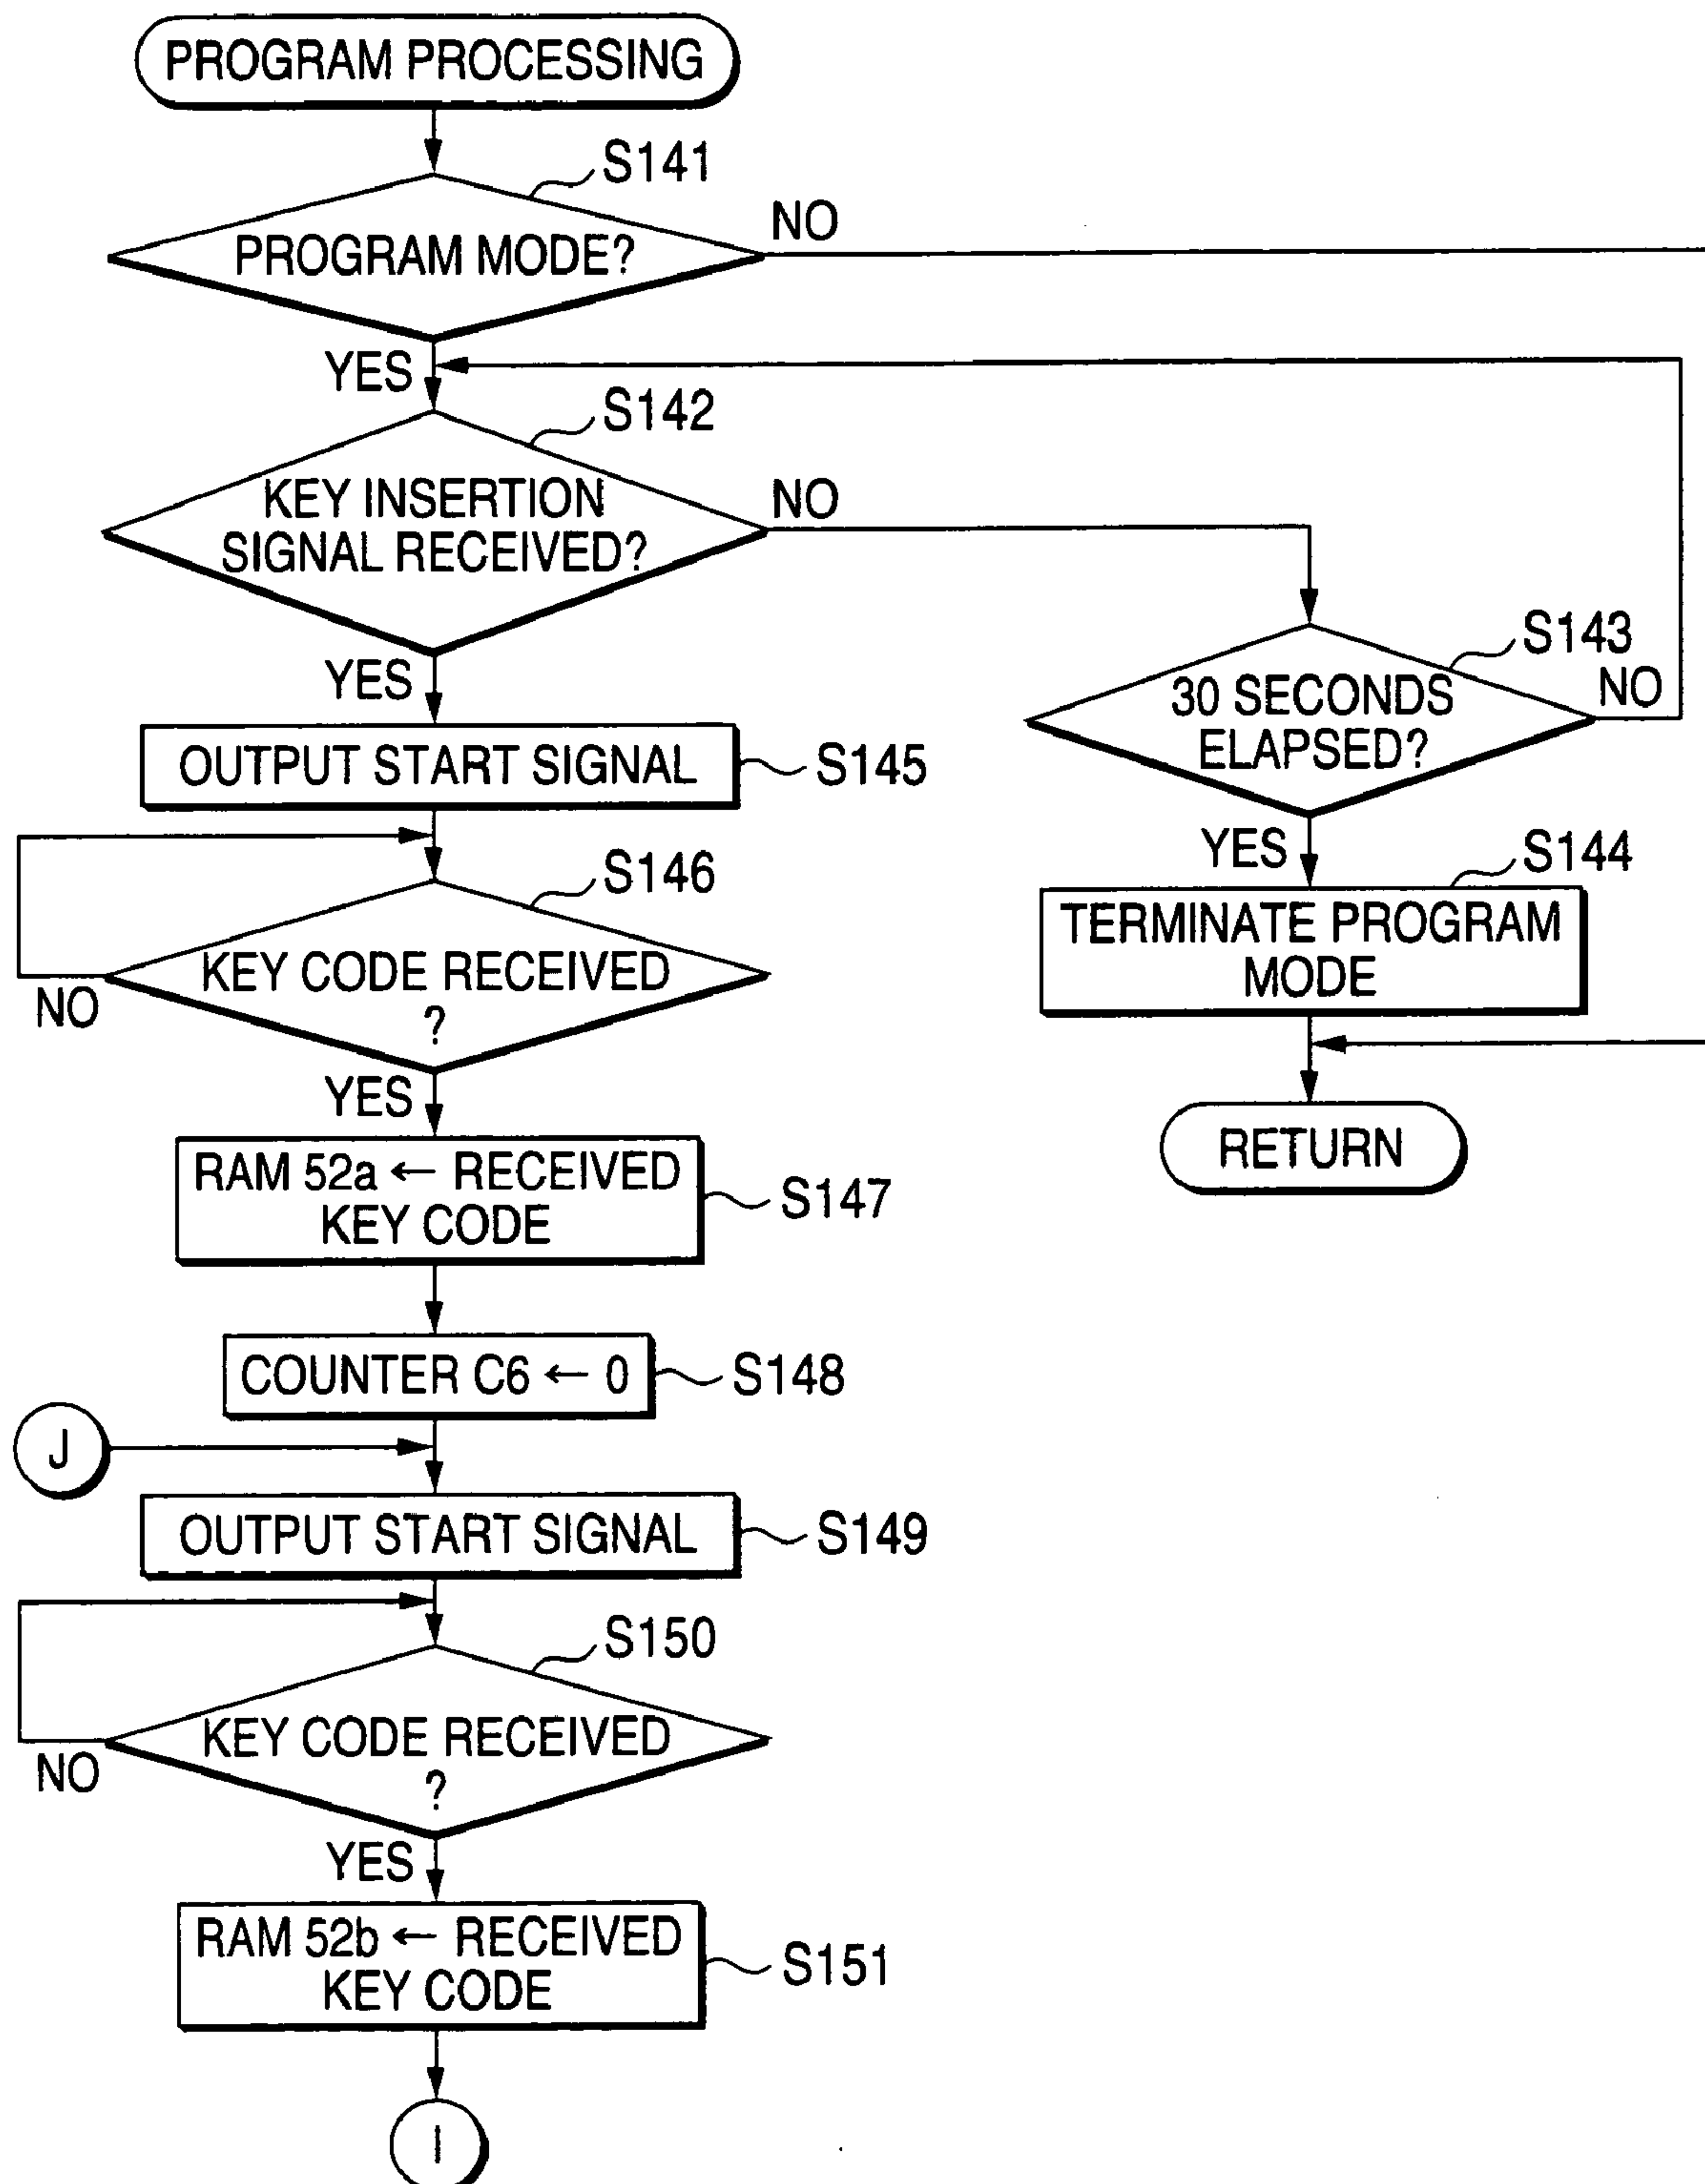 PROGRAM PROCESSING
S141
PROGRAM MODE?
NO
YES
S142
KEY INSERTION
SIGNAL RECEIVED?
NO
YES
S143
30 SECONDS
ELAPSED?
NO
YES
S144
TERMINATE PROGRAM
MODE
RETURN
OUTPUT START SIGNAL
S145
S146
KEY CODE RECEIVED
?
NO
YES
RAM 52a ← RECEIVED
KEY CODE
S147
COUNTER C6 ← 0
S148
J
OUTPUT START SIGNAL
S149
S150
KEY CODE RECEIVED
?
NO
YES
RAM 52b ← RECEIVED
KEY CODE
S151
I